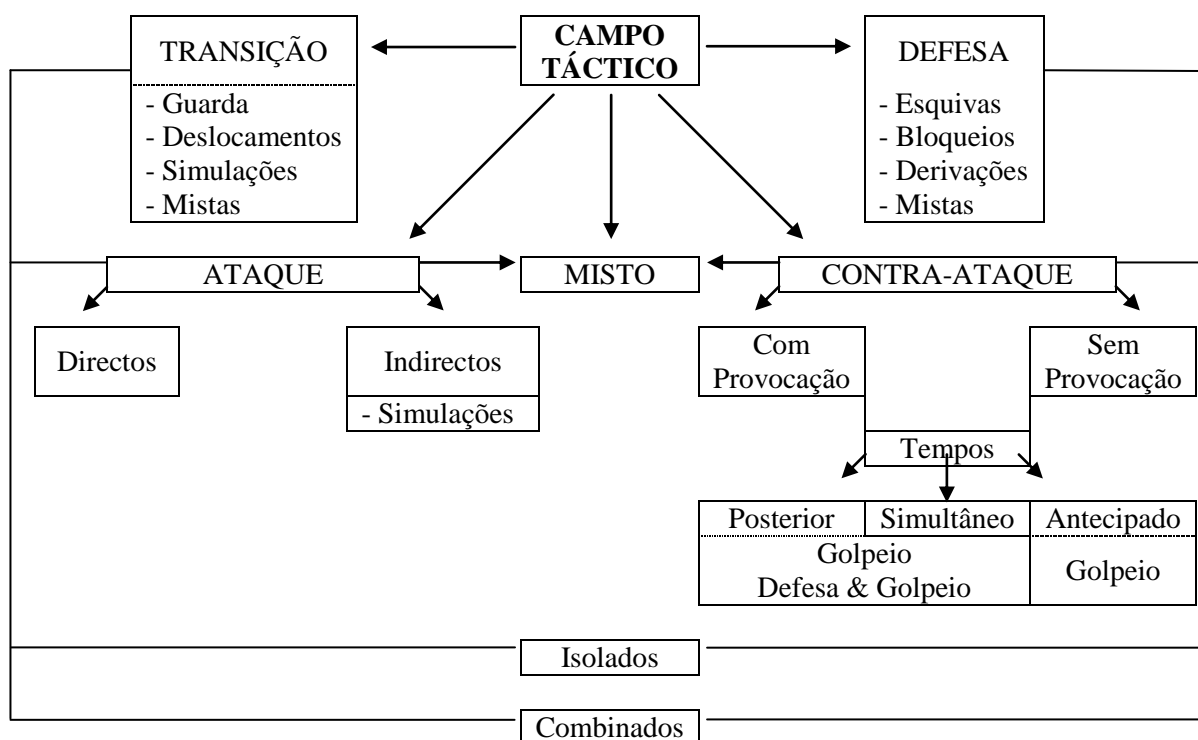 TRANSIÇÃO
- Guarda
- Deslocamentos
- Simulações
- Mistas
CAMPO
TÁCTICO
DEFESA
- Esquivas
- Bloqueios
- Derivações
- Mistas
ATAQUE
MISTO
CONTRA-ATAQUE
Directos
Indirectos
- Simulações
Com
Provocação
Sem
Provocação
Tempos
Posterior
Simultâneo
Antecipado
Golpeio
Defesa & Golpeio
Golpeio
Isolados
Combinados